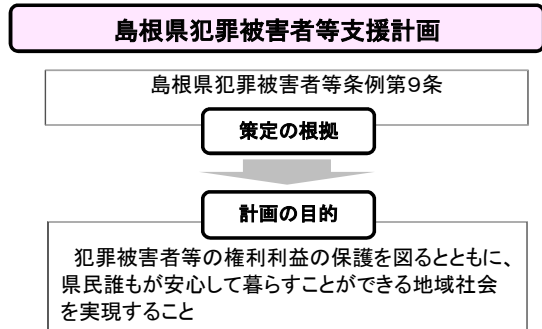 島根県犯罪被害者等支援計画
島根県犯罪被害者等条例第9条
策定の根拠
計画の目的
犯罪被害者等の権利利益の保護を図るとともに、
県民誰もが安心して暮らすことができる地域社会
を実現すること